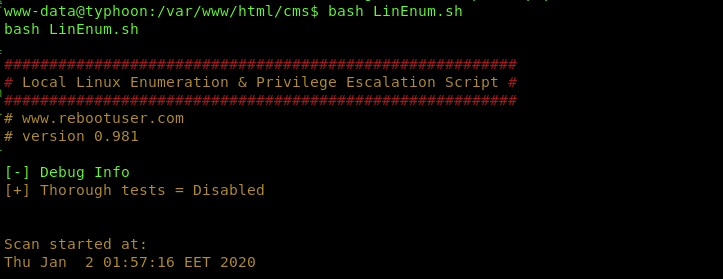 www-data@typhoon:/var/www/html/cms$ bash LinEnum.sh
bash LinEnum.sh
#########################################################
# Local Linux Enumeration & Privilege Escalation Script #
#########################################################
# www.rebootuser.com
# version 0.981
[-] Debug Info
[+] Thorough tests = Disabled
Scan started at:
Thu Jan  2 01:57:16 EET 2020